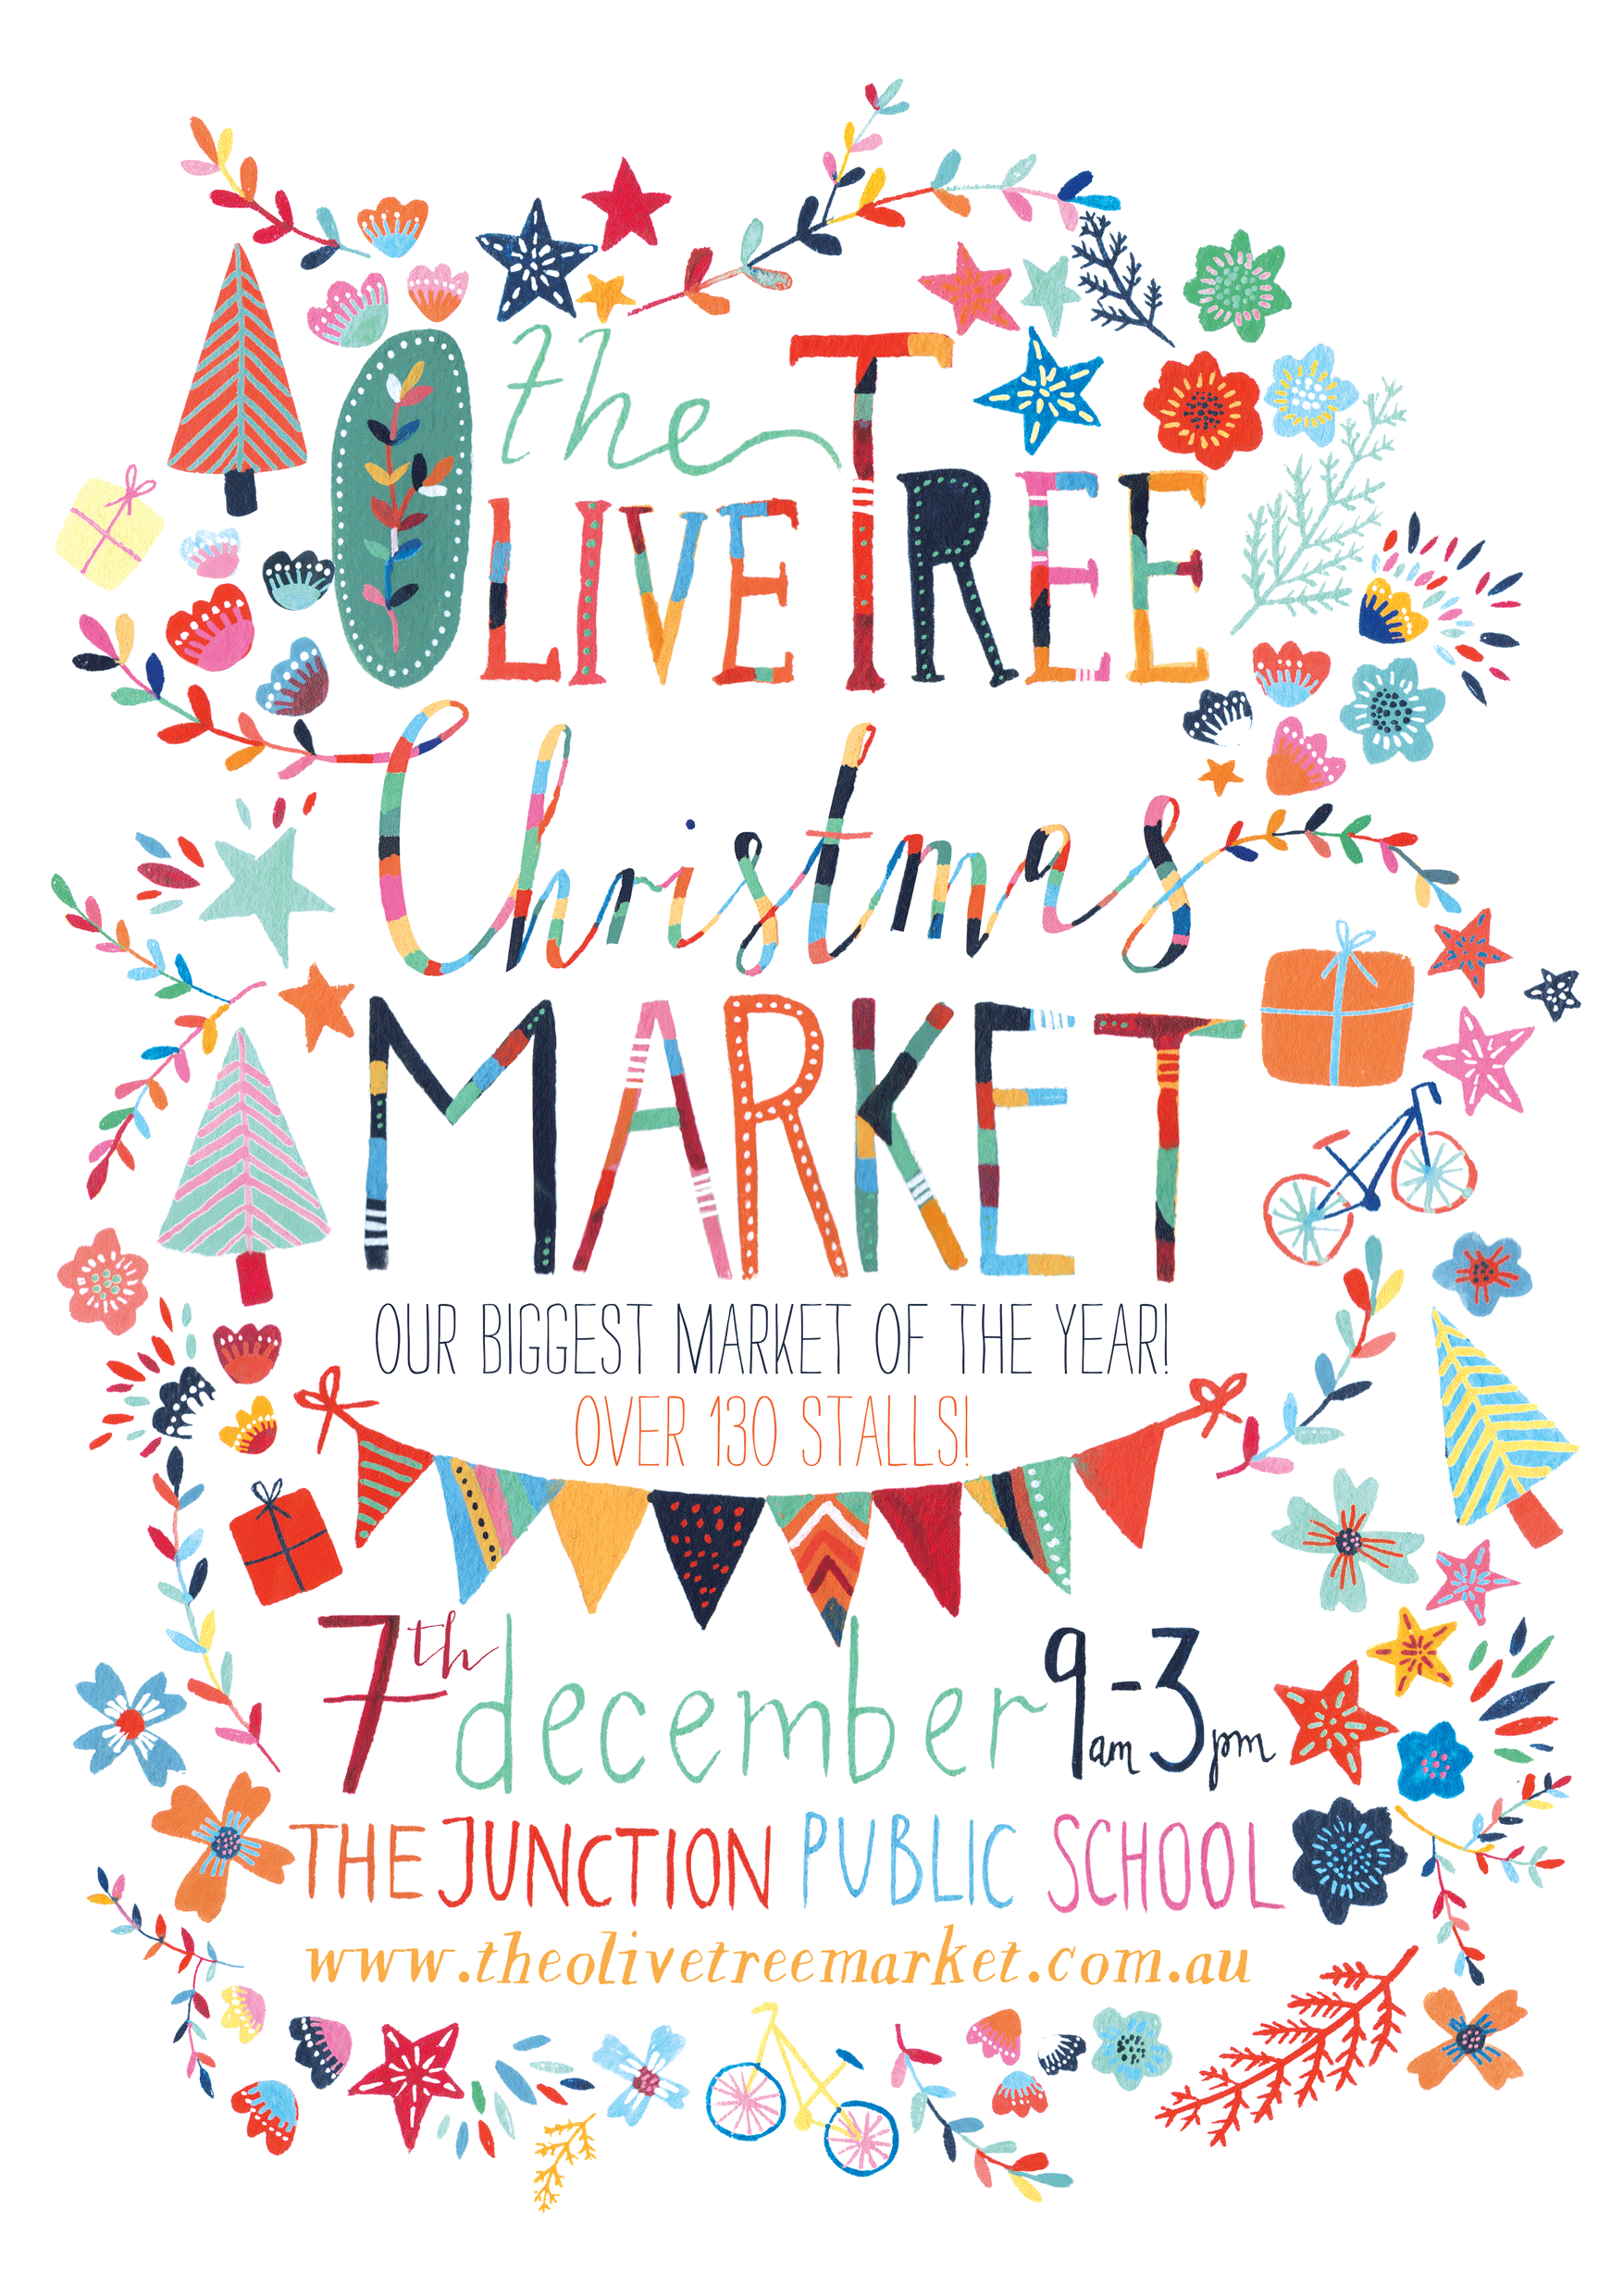 the
OLIVE TREE
Christmas
MARKET
OUR BIGGEST MARKET OF THE YEAR!
OVER 130 STALLS!
7th december 9am-3pm
THE JUNCTION PUBLIC SCHOOL
www.theolivetreemarket.com.au